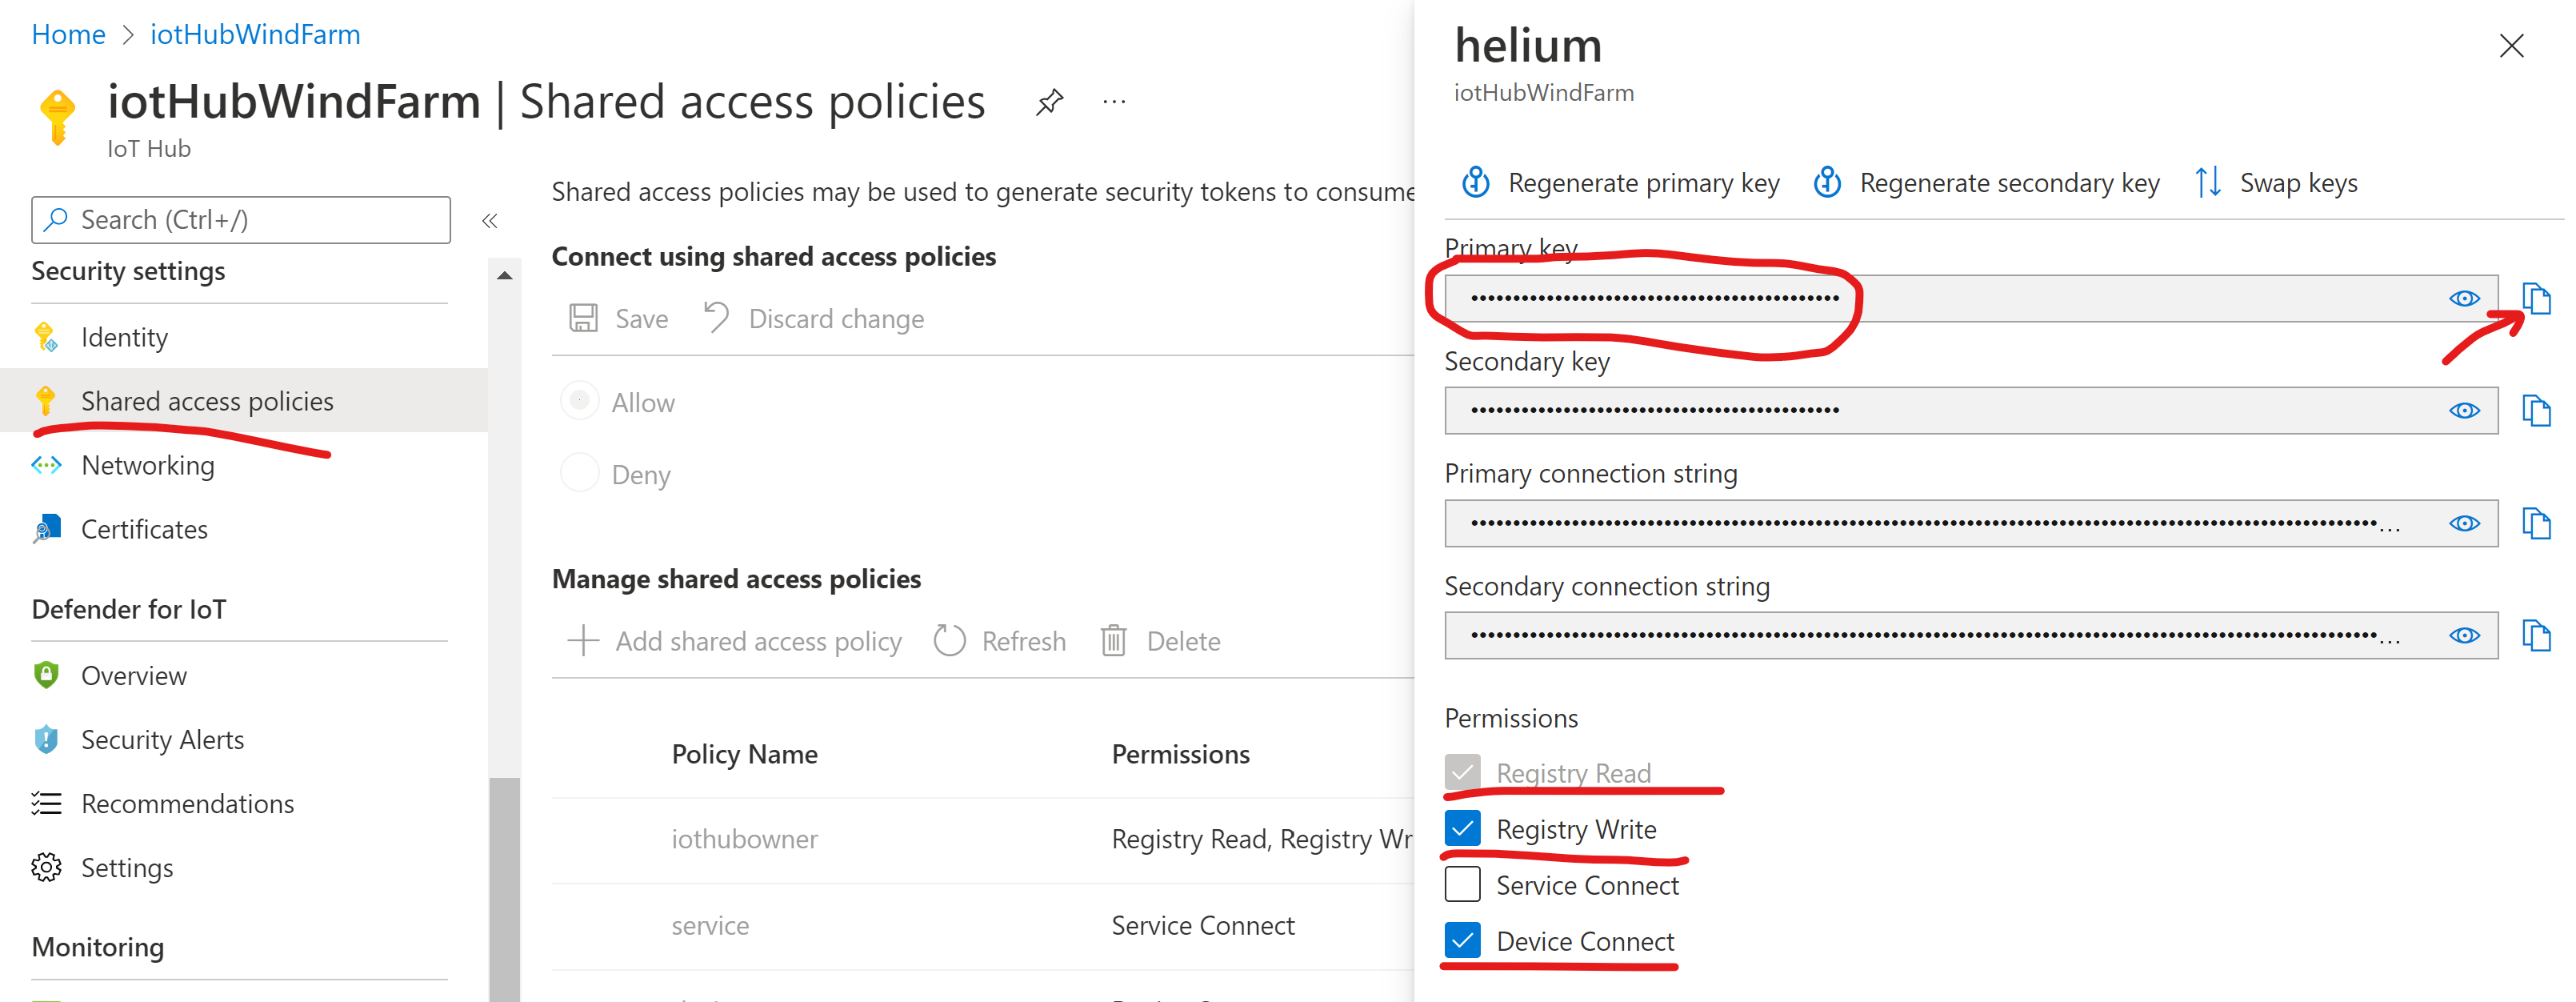 Home > iotHubWindFarm
iotHubWindFarm | Shared access policies
IoT Hub
Search (Ctrl+/)
Security settings
Identity
Shared access policies
Networking
Certificates
Defender for IoT
Overview
Security Alerts
Recommendations
Settings
Monitoring
Shared access policies may be used to generate security tokens to consume
Connect using shared access policies
Save Discard change
Allow
Deny
Manage shared access policies
Add shared access policy Refresh Delete
Policy Name Permissions
iothubowner Registry Read, Registry Wr
service Service Connect
helium
iotHubWindFarm
Regenerate primary key Regenerate secondary key Swap keys
Primary key
Secondary key
Primary connection string
Secondary connection string
Permissions
Registry Read
Registry Write
Service Connect
Device Connect